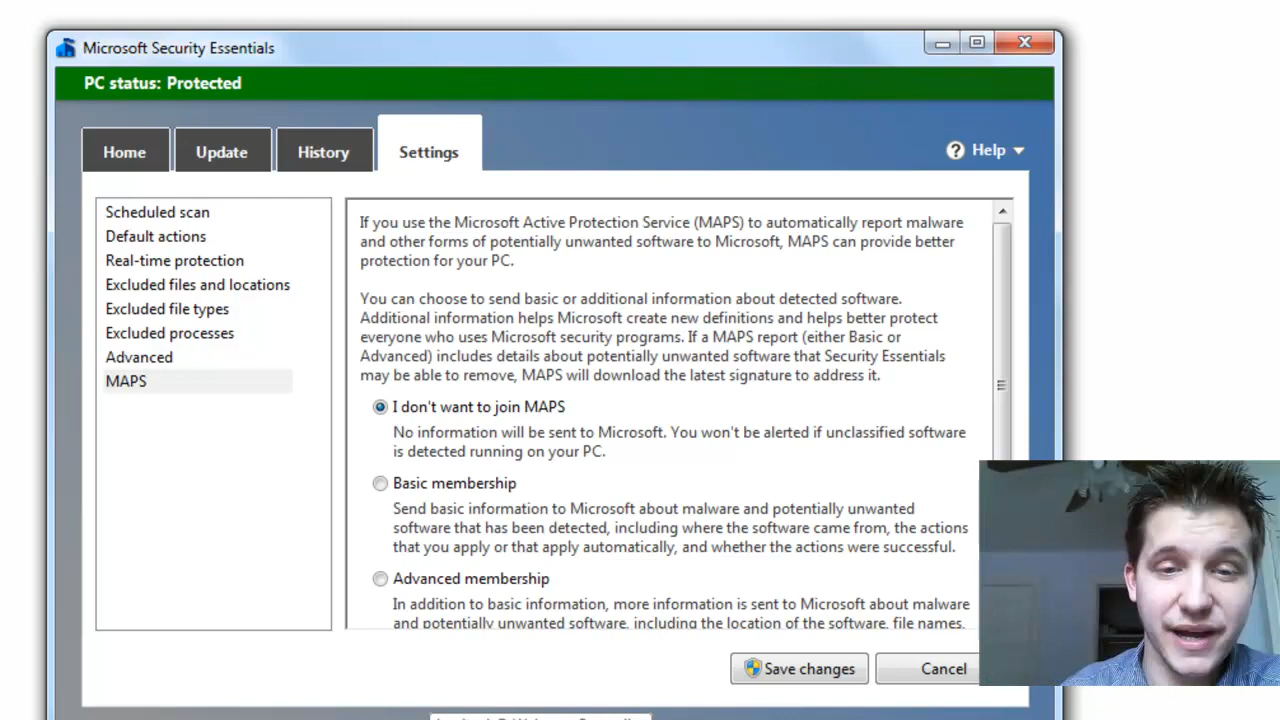 Microsoft Security Essentials
PC status: Protected
Home
Update
History
Settings
Help
Scheduled scan
Default actions
Real-time protection
Excluded files and locations
Excluded file types
Excluded processes
Advanced
MAPS
If you use the Microsoft Active Protection Service (MAPS) to automatically report malware
and other forms of potentially unwanted software to Microsoft, MAPS can provide better
protection for your PC.
You can choose to send basic or additional information about detected software.
Additional information helps Microsoft create new definitions and helps better protect
everyone who uses Microsoft security programs. If a MAPS report (either Basic or
Advanced) includes details about potentially unwanted software that Security Essentials
may be able to remove, MAPS will download the latest signature to address it.
I don't want to join MAPS
No information will be sent to Microsoft. You won't be alerted if unclassified software
is detected running on your PC.
Basic membership
Send basic information to Microsoft about malware and potentially unwanted
software that has been detected, including where the software came from, the actions
that you apply or that apply automatically, and whether the actions were successful.
Advanced membership
In addition to basic information, more information is sent to Microsoft about malware
and potentially unwanted software, including the location of the software, file names,
Save changes
Cancel